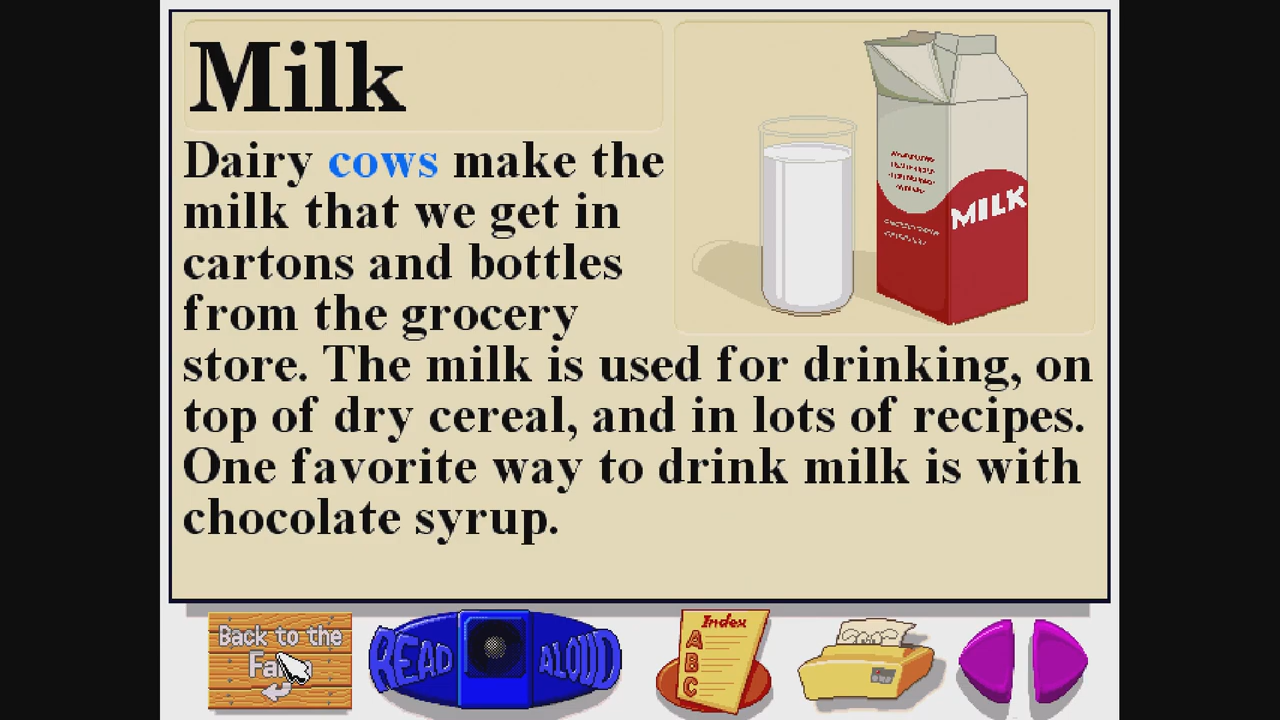 Milk
Dairy cows make the
milk that we get in
cartons and bottles
from the grocery
store. The milk is used for drinking, on
top of dry cereal, and in lots of recipes.
One favorite way to drink milk is with
chocolate syrup.
MILK
Back to the
READ ALOUD
Index
A
B
C